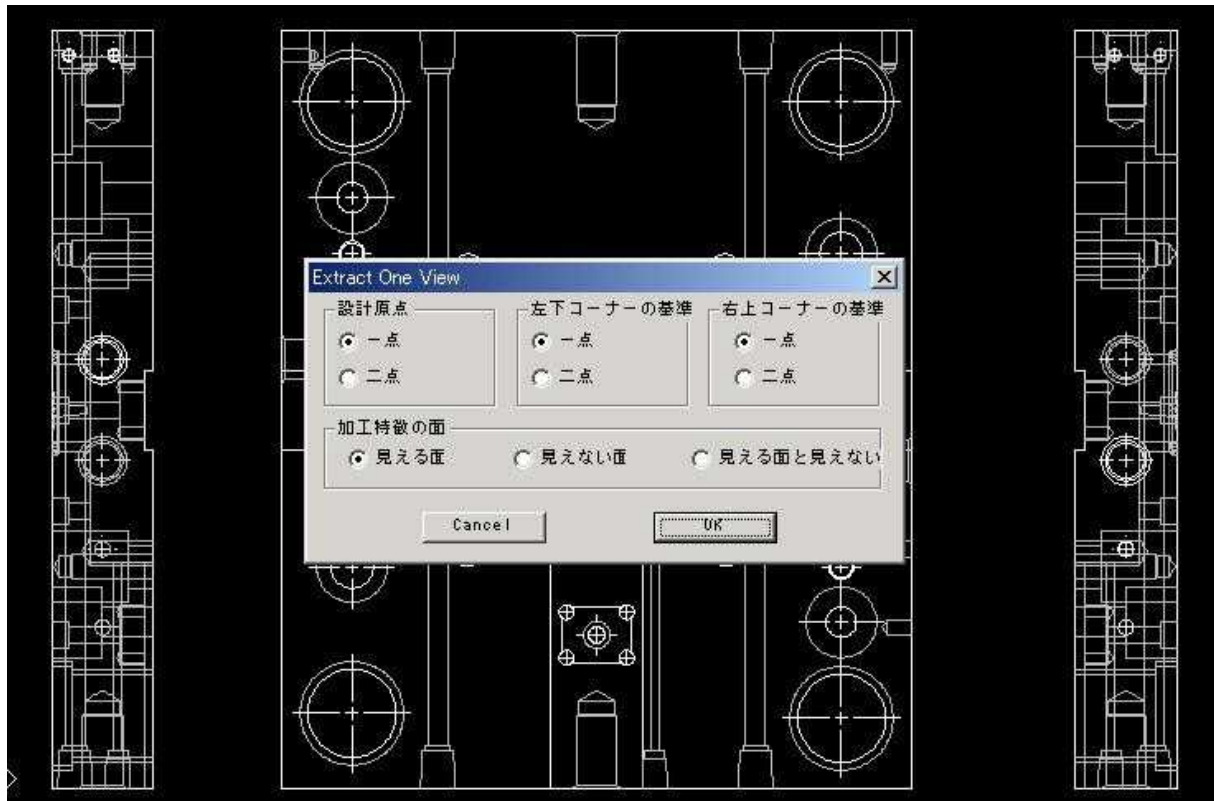 Extract One View
設計原点
一点
二点
左下コーナーの基準
一点
二点
右上コーナーの基準
一点
二点
加工特徴の面
見える面
見えない面
見える面と見えない
Cancel
OK